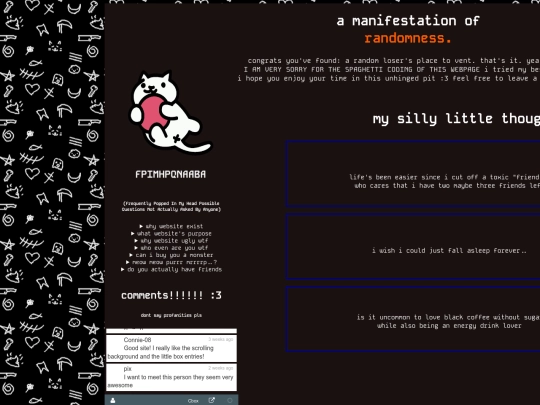 a manifestation of
randomness.
congrats you've found: a random loser's place to vent. that's it. yea
I AM VERY SORRY FOR THE SPAGHETTI CODING OF THIS WEBPAGE i tried my be
i hope you enjoy your time in this unhinged pit :3 feel free to leave a
my silly little thoug
FPIMHPQNAABA
(Frequently Popped In My Head Possible
Questions Not Actually Asked By Anyone)
▶ why website exist
▶ what website's purpose
▶ why website ugly wtf
▶ who even are you wtf
▶ can i buy you a monster
▶ meow meow purrr mrrrrp..?
▶ do you actually have friends
life's been easier since i cut off a toxic "friend
who cares that i have two maybe three friends lef
i wish i could just fall asleep forever..
is it uncommon to love black coffee without suga
while also being an energy drink lover
comments!!!!!! :3
dont say profanities pls
Connie-08
3 weeks ago
Good site! I really like the scrolling
background and the little box entries!
pix
2 weeks ago
I want to meet this person they seem very
awesome
Clear